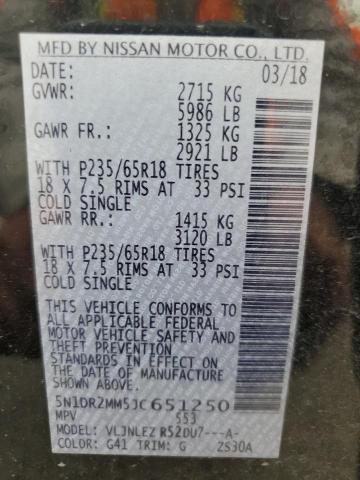 MFD BY NISSAN MOTOR CO., LTD.
DATE: 03/18
GVWR: 2715 KG
5986 LB
GAWR FR.: 1325 KG
2921 LB
WITH P235/65R18 TIRES
18 X 7.5 RIMS AT 33 PSI
COLD SINGLE
GAWR RR.: 1415 KG
3120 LB
WITH P235/65R18 TIRES
18 X 7.5 RIMS AT 33 PSI
COLD SINGLE
THIS VEHICLE CONFORMS TO
ALL APPLICABLE FEDERAL
MOTOR VEHICLE SAFETY AND
THEFT PREVENTION
STANDARDS IN EFFECT ON
THE DATE OF MANUFACTURE
SHOWN ABOVE.
5N1DR2MM5JC651250
MPV S53
VLJNLEZ R52DU7---A-
COLOR: G41 TRIM: G ZS30A